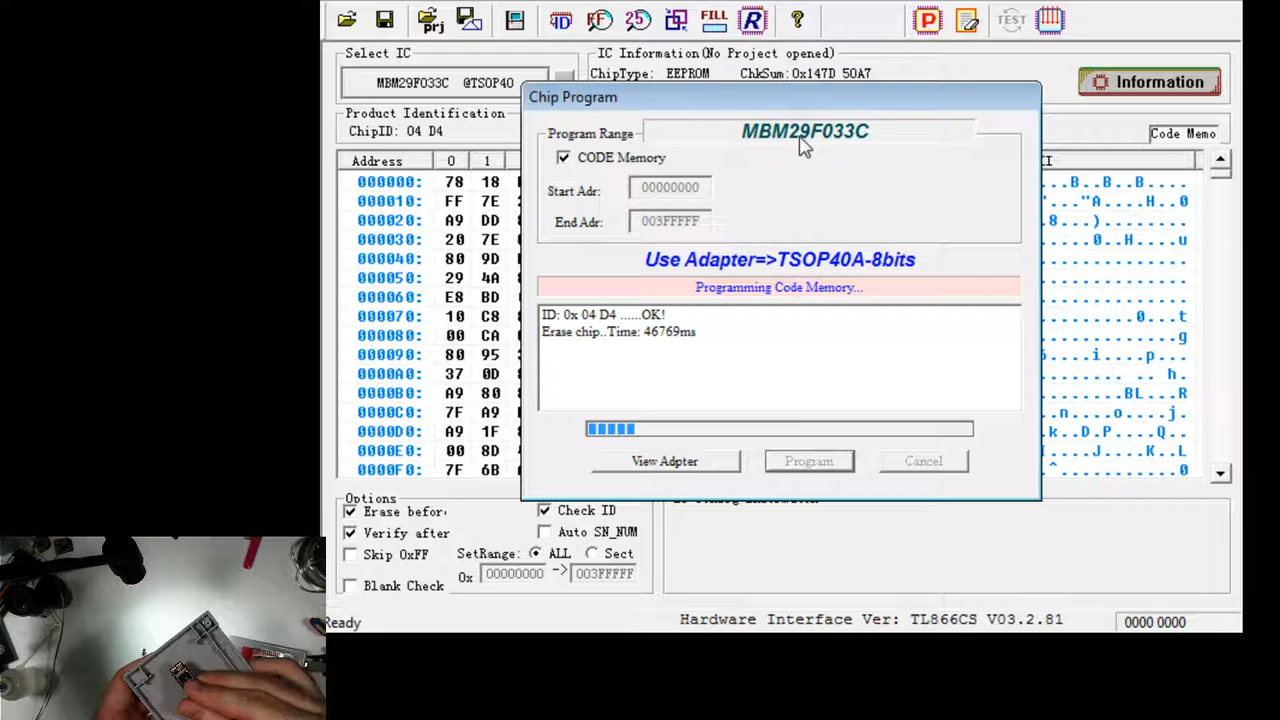 prj ID RF 25 FILL R ? P TEST
Select IC
IC Information(No Project opened)
MBM29F033C @TSOP40
ChipType: EEPROM ChkSum:0x147D 50A7
Information
Chip Program
Product Identification
ChipID: 04 D4
Code Memo
Program Range
MBM29F033C
CODE Memory
Start Adr: 00000000
End Adr: 003FFFFF
Use Adapter=>TSOP40A-8bits
Programming Code Memory...
ID: 0x 04 D4 ......OK!
Erase chip..Time: 46769ms
View Adpter Program Cancel
Address 0 1
000000: 78 18
000010: FF 7E
000020: A9 DD
000030: 20 7E
000040: 80 9D
000050: 29 4A
000060: E8 BD
000070: 10 C8
000080: 00 CA
000090: 80 95
0000A0: 37 0D
0000B0: A9 80
0000C0: 7F A9
0000D0: A9 1F
0000E0: 00 8D
0000F0: 7F 6B
Options
Erase befor
Check ID
Verify after
Auto SN_NUM
Skip 0xFF
SetRange: ALL Sect
Blank Check
0x 00000000 -> 003FFFFF
Ready
Hardware Interface Ver: TL866CS V03.2.81
0000 0000